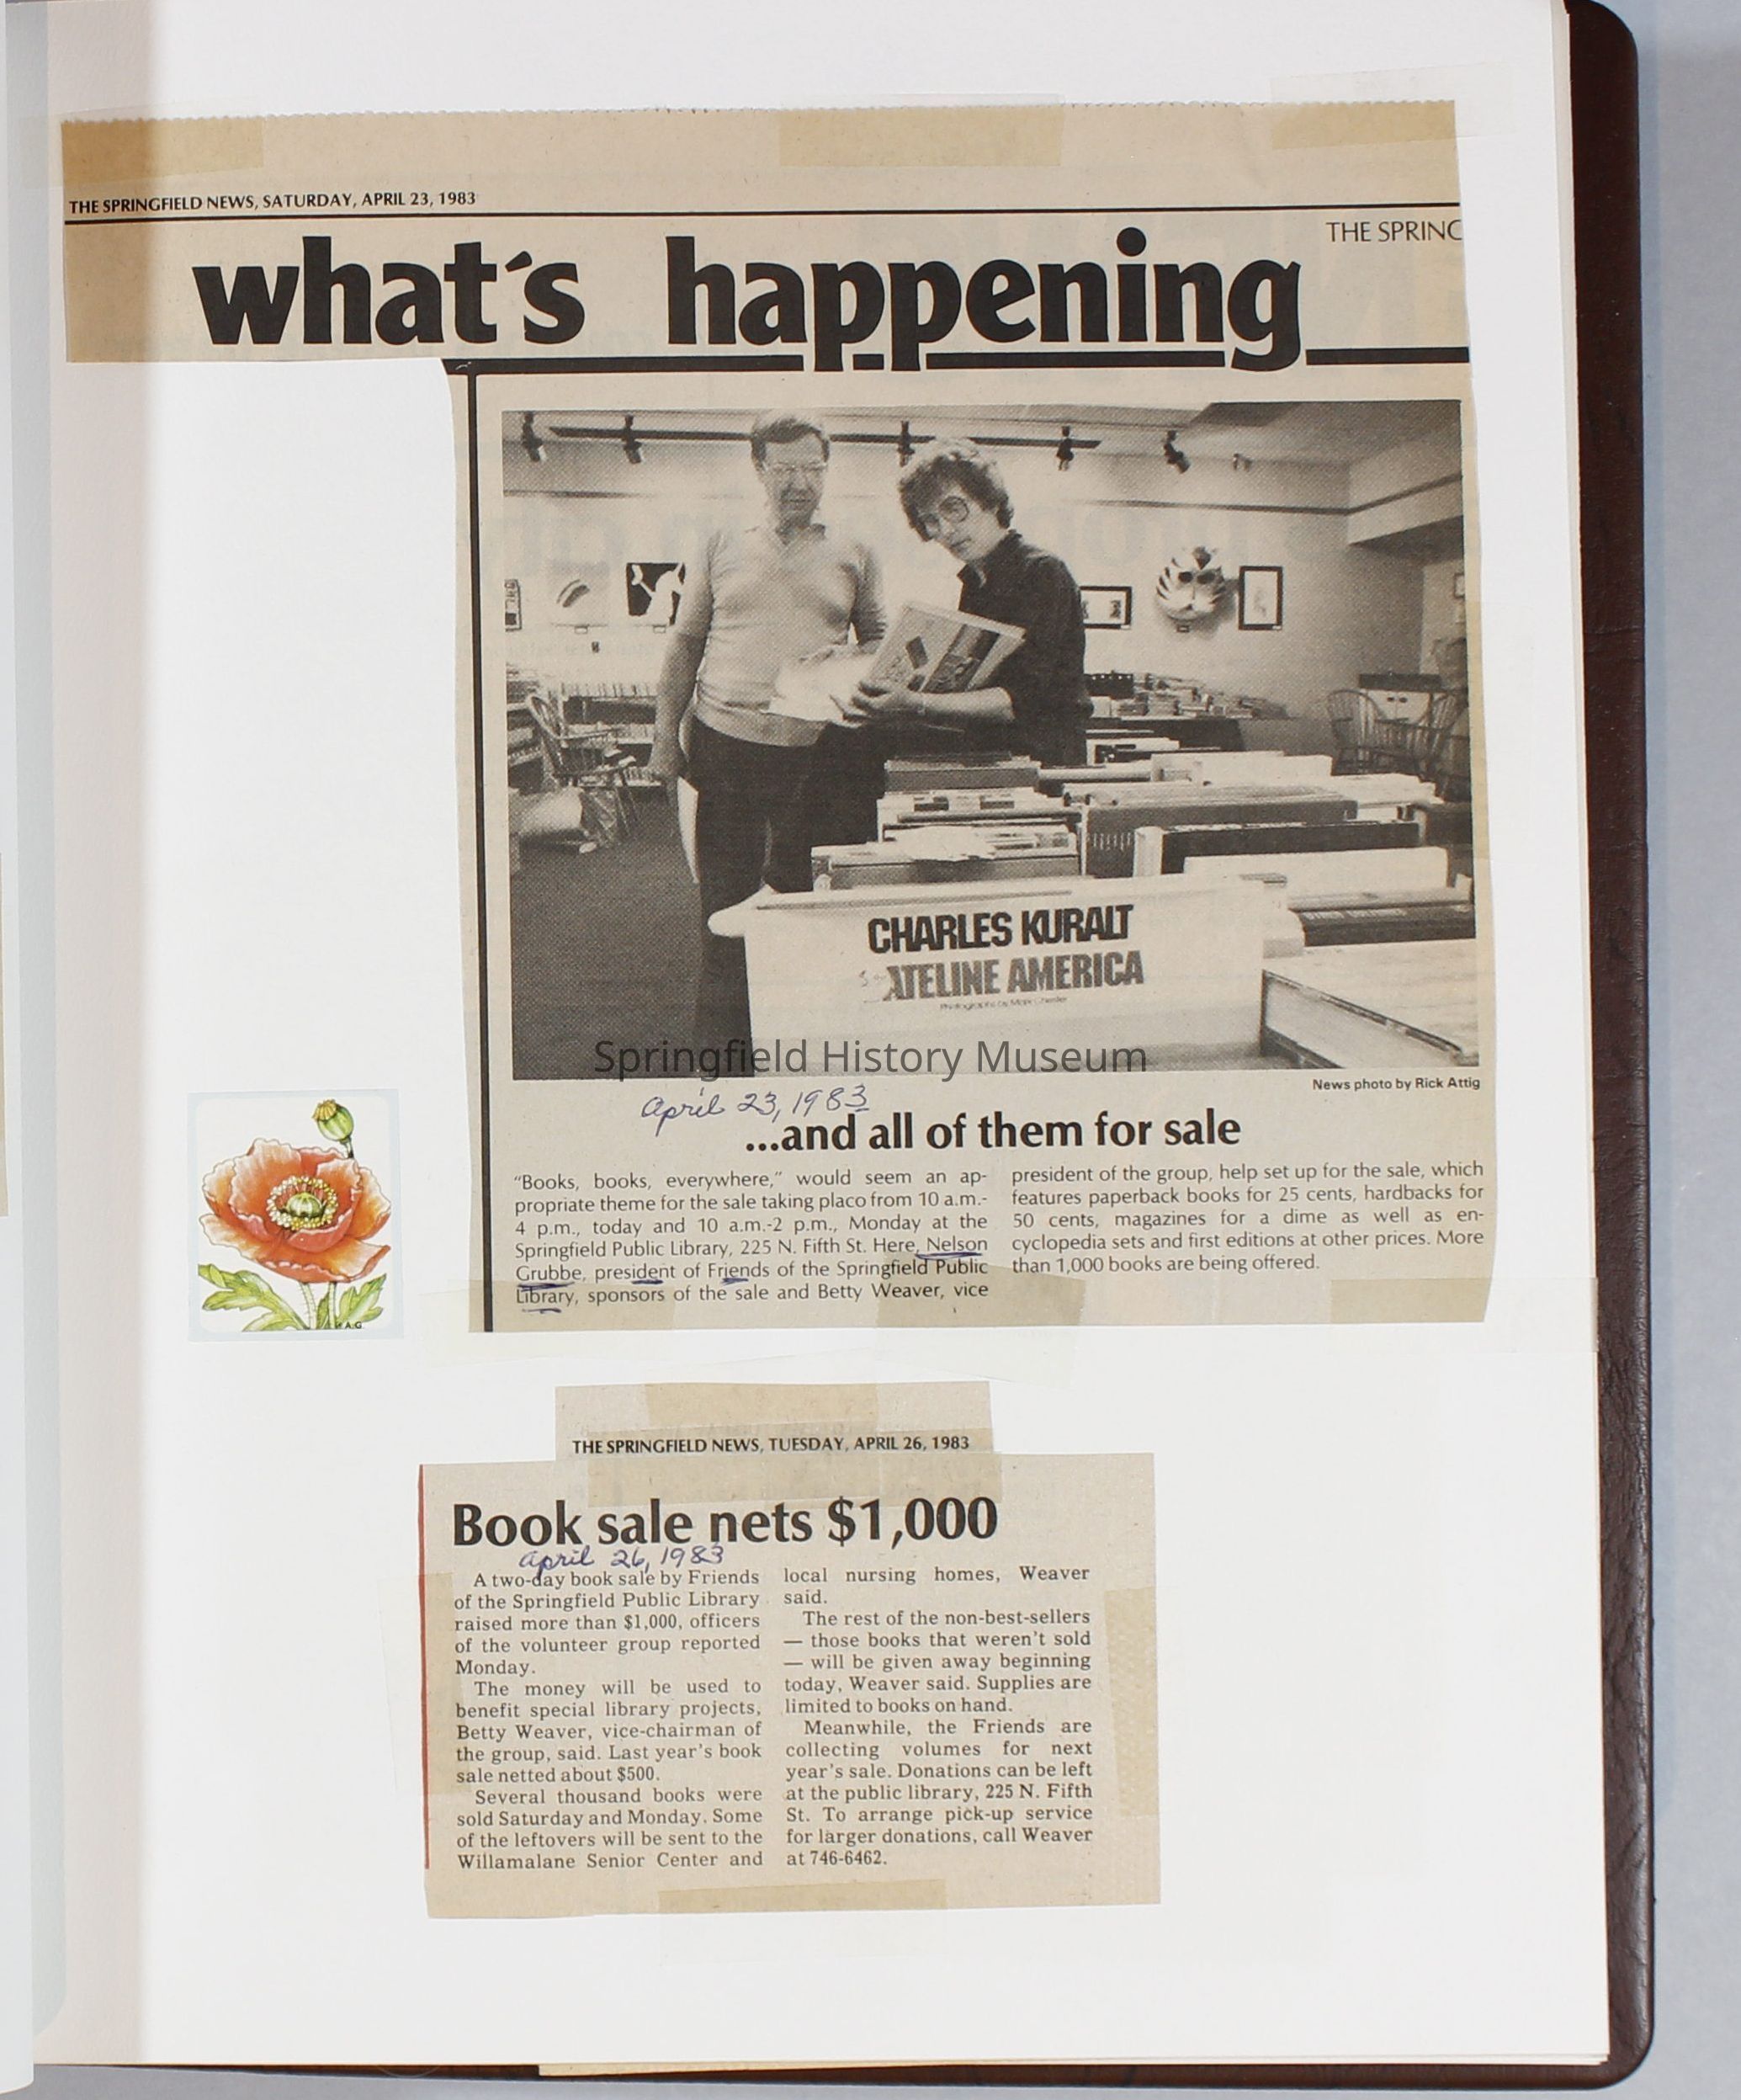 THE SPRINGFIELD NEWS, SATURDAY, APRIL 23, 1983
THE SPRING
what's happening
CHARLES KURALT
ATELINE AMERICA
Photographs by
Springfield History Museum
News photo by Rick Attig
April 23, 1983
...and all of them for sale
"Books, books, everywhere," would seem an ap-
propriate theme for the sale taking placo from 10 a.m.-
4 p.m., today and 10 a.m.-2 p.m., Monday at the
Springfield Public Library, 225 N. Fifth St. Here, Nelson
Grubbe, president of Friends of the Springfield Public
Library, sponsors of the sale and Betty Weaver, vice
president of the group, help set up for the sale, which
features paperback books for 25 cents, hardbacks for
50 cents, magazines for a dime as well as en-
cyclopedia sets and first editions at other prices. More
than 1,000 books are being offered.
A.G.
THE SPRINGFIELD NEWS, TUESDAY, APRIL 26, 1983
Book sale nets $1,000
April 26, 1983
A two-day book sale by Friends
of the Springfield Public Library
raised more than $1,000, officers
of the volunteer group reported
Monday.
The money will be used to
benefit special library projects,
Betty Weaver, vice-chairman of
the group, said. Last year's book
sale netted about $500.
Several thousand books were
sold Saturday and Monday. Some
of the leftovers will be sent to the
Willamalane Senior Center and
local nursing homes, Weaver
said.
The rest of the non-best-sellers
— those books that weren't sold
— will be given away beginning
today, Weaver said. Supplies are
limited to books on hand.
Meanwhile, the Friends are
collecting volumes for next
year's sale. Donations can be left
at the public library, 225 N. Fifth
St. To arrange pick-up service
for larger donations, call Weaver
at 746-6462.